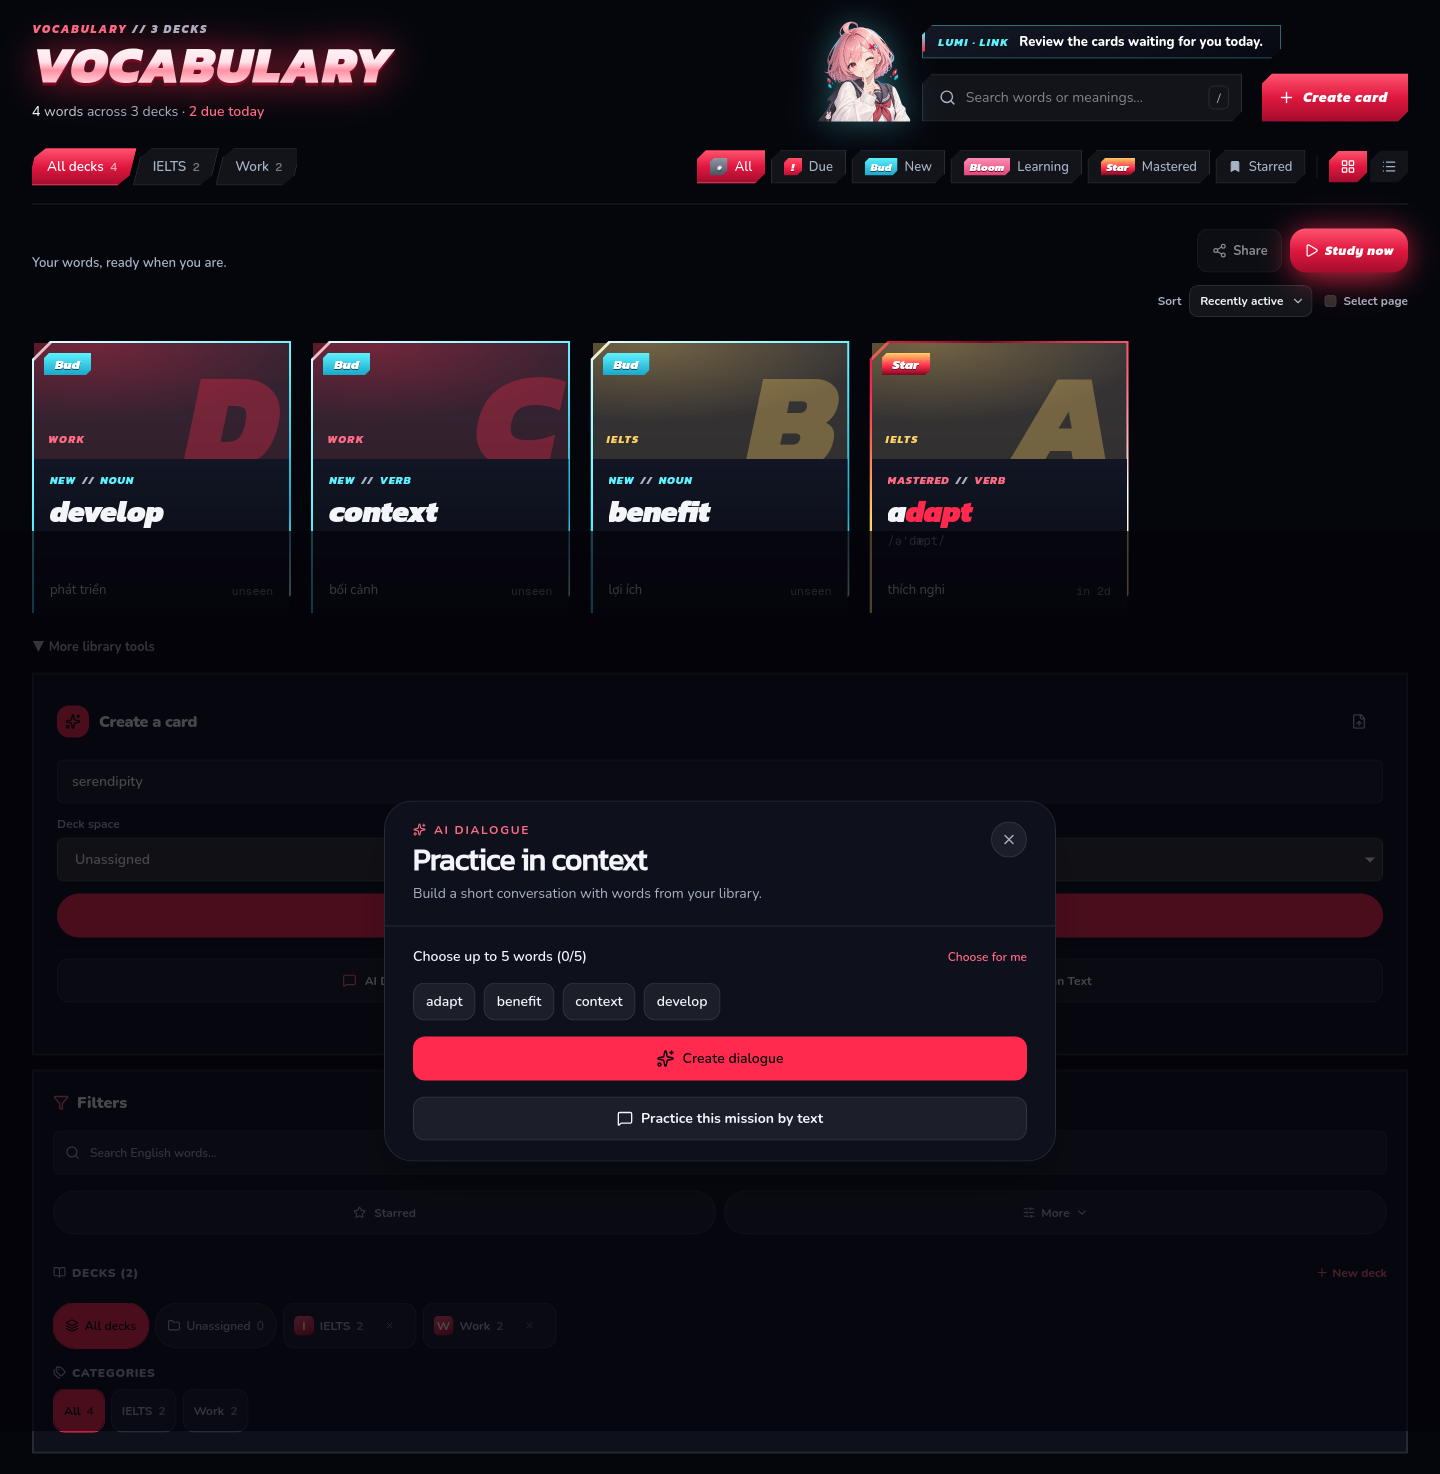 VOCABULARY // 3 DECKS
VOCABULARY
4 words across 3 decks · 2 due today
LUMI · LINK Review the cards waiting for you today.
Search words or meanings... /
Create card
All decks 4 IELTS 2 Work 2
All ! Due Bud New Bloom Learning Star Mastered Starred
Your words, ready when you are.
Share Study now
Sort Recently active Select page
Bud
D
WORK
NEW // NOUN
develop
phát triển unseen
Bud
C
WORK
NEW // VERB
context
bối cảnh unseen
Bud
B
IELTS
NEW // NOUN
benefit
lợi ích unseen
Star
A
IELTS
MASTERED // VERB
adapt
/əˈdæpt/
thích nghi in 2d
▼ More library tools
Create a card
serendipity
Deck space
Unassigned
AI D
n Text
AI DIALOGUE
Practice in context
Build a short conversation with words from your library.
Choose up to 5 words (0/5) Choose for me
adapt benefit context develop
Create dialogue
Practice this mission by text
Filters
Search English words...
Starred More
DECKS (2) + New deck
All decks Unassigned 0 I IELTS 2 × W Work 2 ×
CATEGORIES
All 4 IELTS 2 Work 2